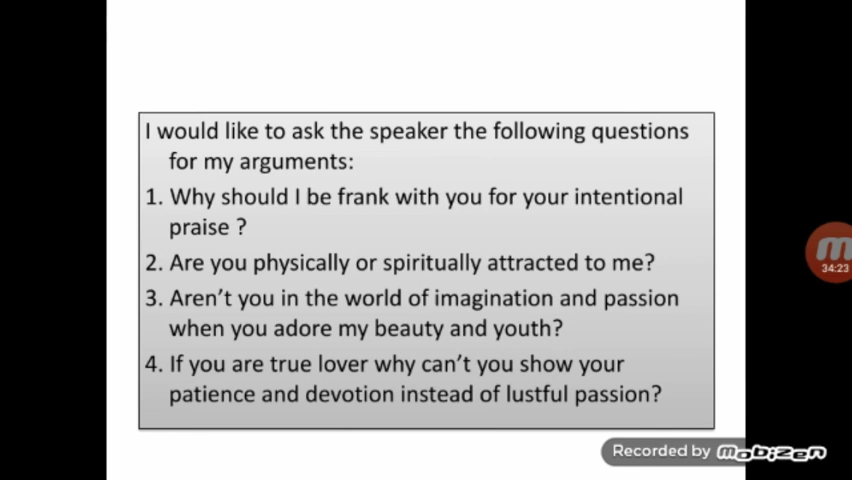 I would like to ask the speaker the following questions
for my arguments:
1. Why should I be frank with you for your intentional
praise ?
2. Are you physically or spiritually attracted to me?
3. Aren't you in the world of imagination and passion
when you adore my beauty and youth?
4. If you are true lover why can't you show your
patience and devotion instead of lustful passion?
34:23
Recorded by mobizen